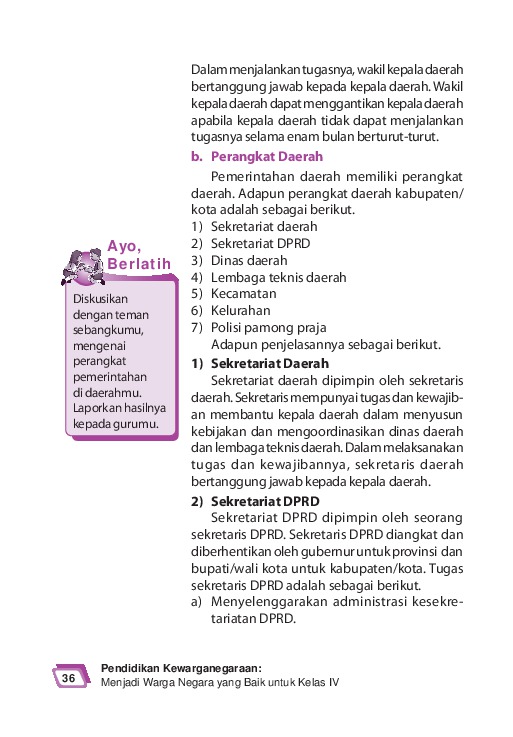 Dalam menjalankan tugasnya, wakil kepala daerah
bertanggung jawab kepada kepala daerah. Wakil
kepala daerah dapat menggantikan kepala daerah
apabila kepala daerah tidak dapat menjalankan
tugasnya selama enam bulan berturut-turut.
b. Perangkat Daerah
Pemerintahan daerah memiliki perangkat
daerah. Adapun perangkat daerah kabupaten/
kota adalah sebagai berikut.
1) Sekretariat daerah
2) Sekretariat DPRD
3) Dinas daerah
4) Lembaga teknis daerah
5) Kecamatan
6) Kelurahan
7) Polisi pamong praja
Adapun penjelasannya sebagai berikut.
1) Sekretariat Daerah
Sekretariat daerah dipimpin oleh sekretaris
daerah. Sekretaris mempunyai tugas dan kewajib-
an membantu kepala daerah dalam menyusun
kebijakan dan mengoordinasikan dinas daerah
dan lembaga teknis daerah. Dalam melaksanakan
tugas dan kewajibannya, sekretaris daerah
bertanggung jawab kepada kepala daerah.
2) Sekretariat DPRD
Sekretariat DPRD dipimpin oleh seorang
sekretaris DPRD. Sekretaris DPRD diangkat dan
diberhentikan oleh gubernur untuk provinsi dan
bupati/wali kota untuk kabupaten/kota. Tugas
sekretaris DPRD adalah sebagai berikut.
a) Menyelenggarakan administrasi kesekre-
tariatan DPRD.
Ayo,
Berlatih
Diskusikan
dengan teman
sebangkumu,
mengenai
perangkat
pemerintahan
di daerahmu.
Laporkan hasilnya
kepada gurumu.
36
Pendidikan Kewarganegaraan:
Menjadi Warga Negara yang Baik untuk Kelas IV